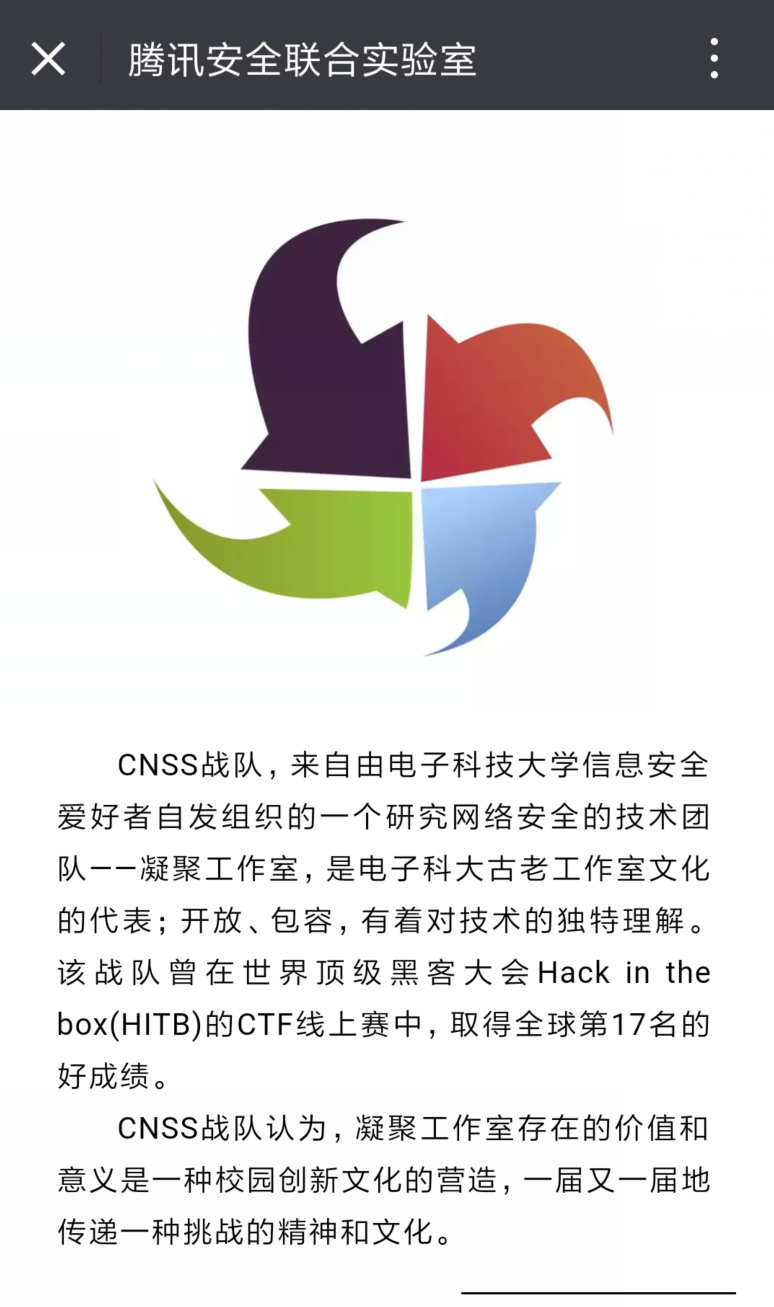 腾讯安全联合实验室
CNSS战队，来自由电子科技大学信息安全
爱好者自发组织的一个研究网络安全的技术团
队——凝聚工作室，是电子科大古老工作室文化
的代表；开放、包容，有着对技术的独特理解。
该战队曾在世界顶级黑客大会Hack in the
box(HITB)的CTF线上赛中，取得全球第17名的
好成绩。
CNSS战队认为，凝聚工作室存在的价值和
意义是一种校园创新文化的营造，一届又一届地
传递一种挑战的精神和文化。